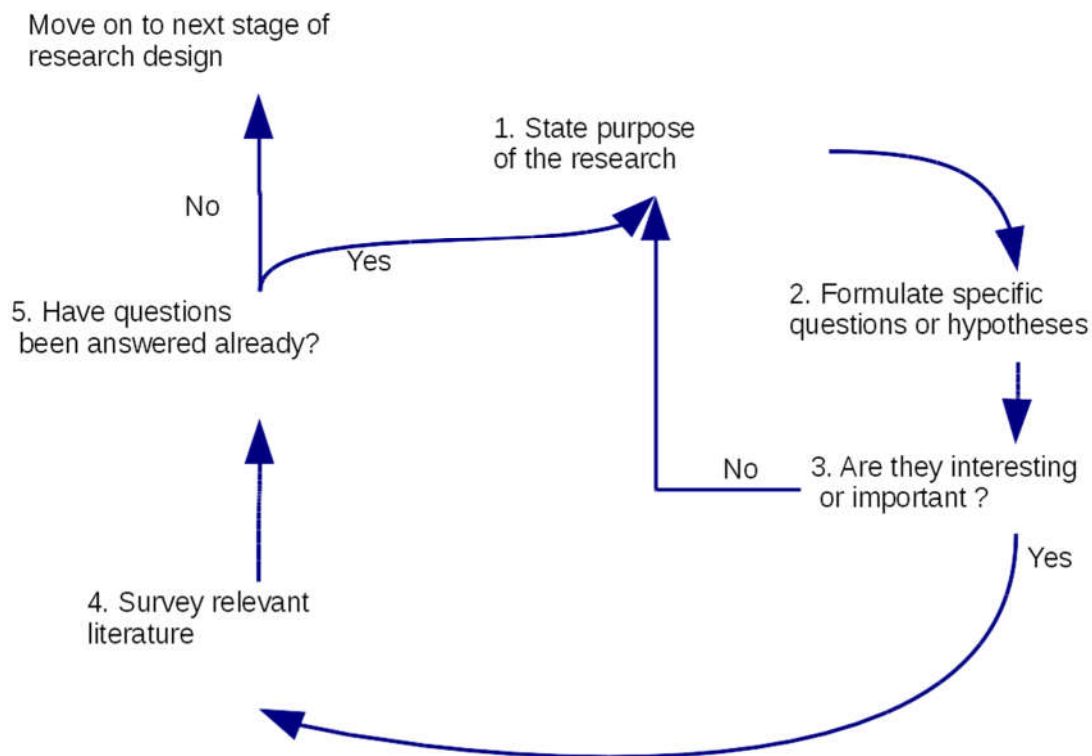 Move on to next stage of
research design
1. State purpose
of the research
No
Yes
2. Formulate specific
questions or hypotheses
5. Have questions
been answered already?
3. Are they interesting
or important ?
No
Yes
4. Survey relevant
literature